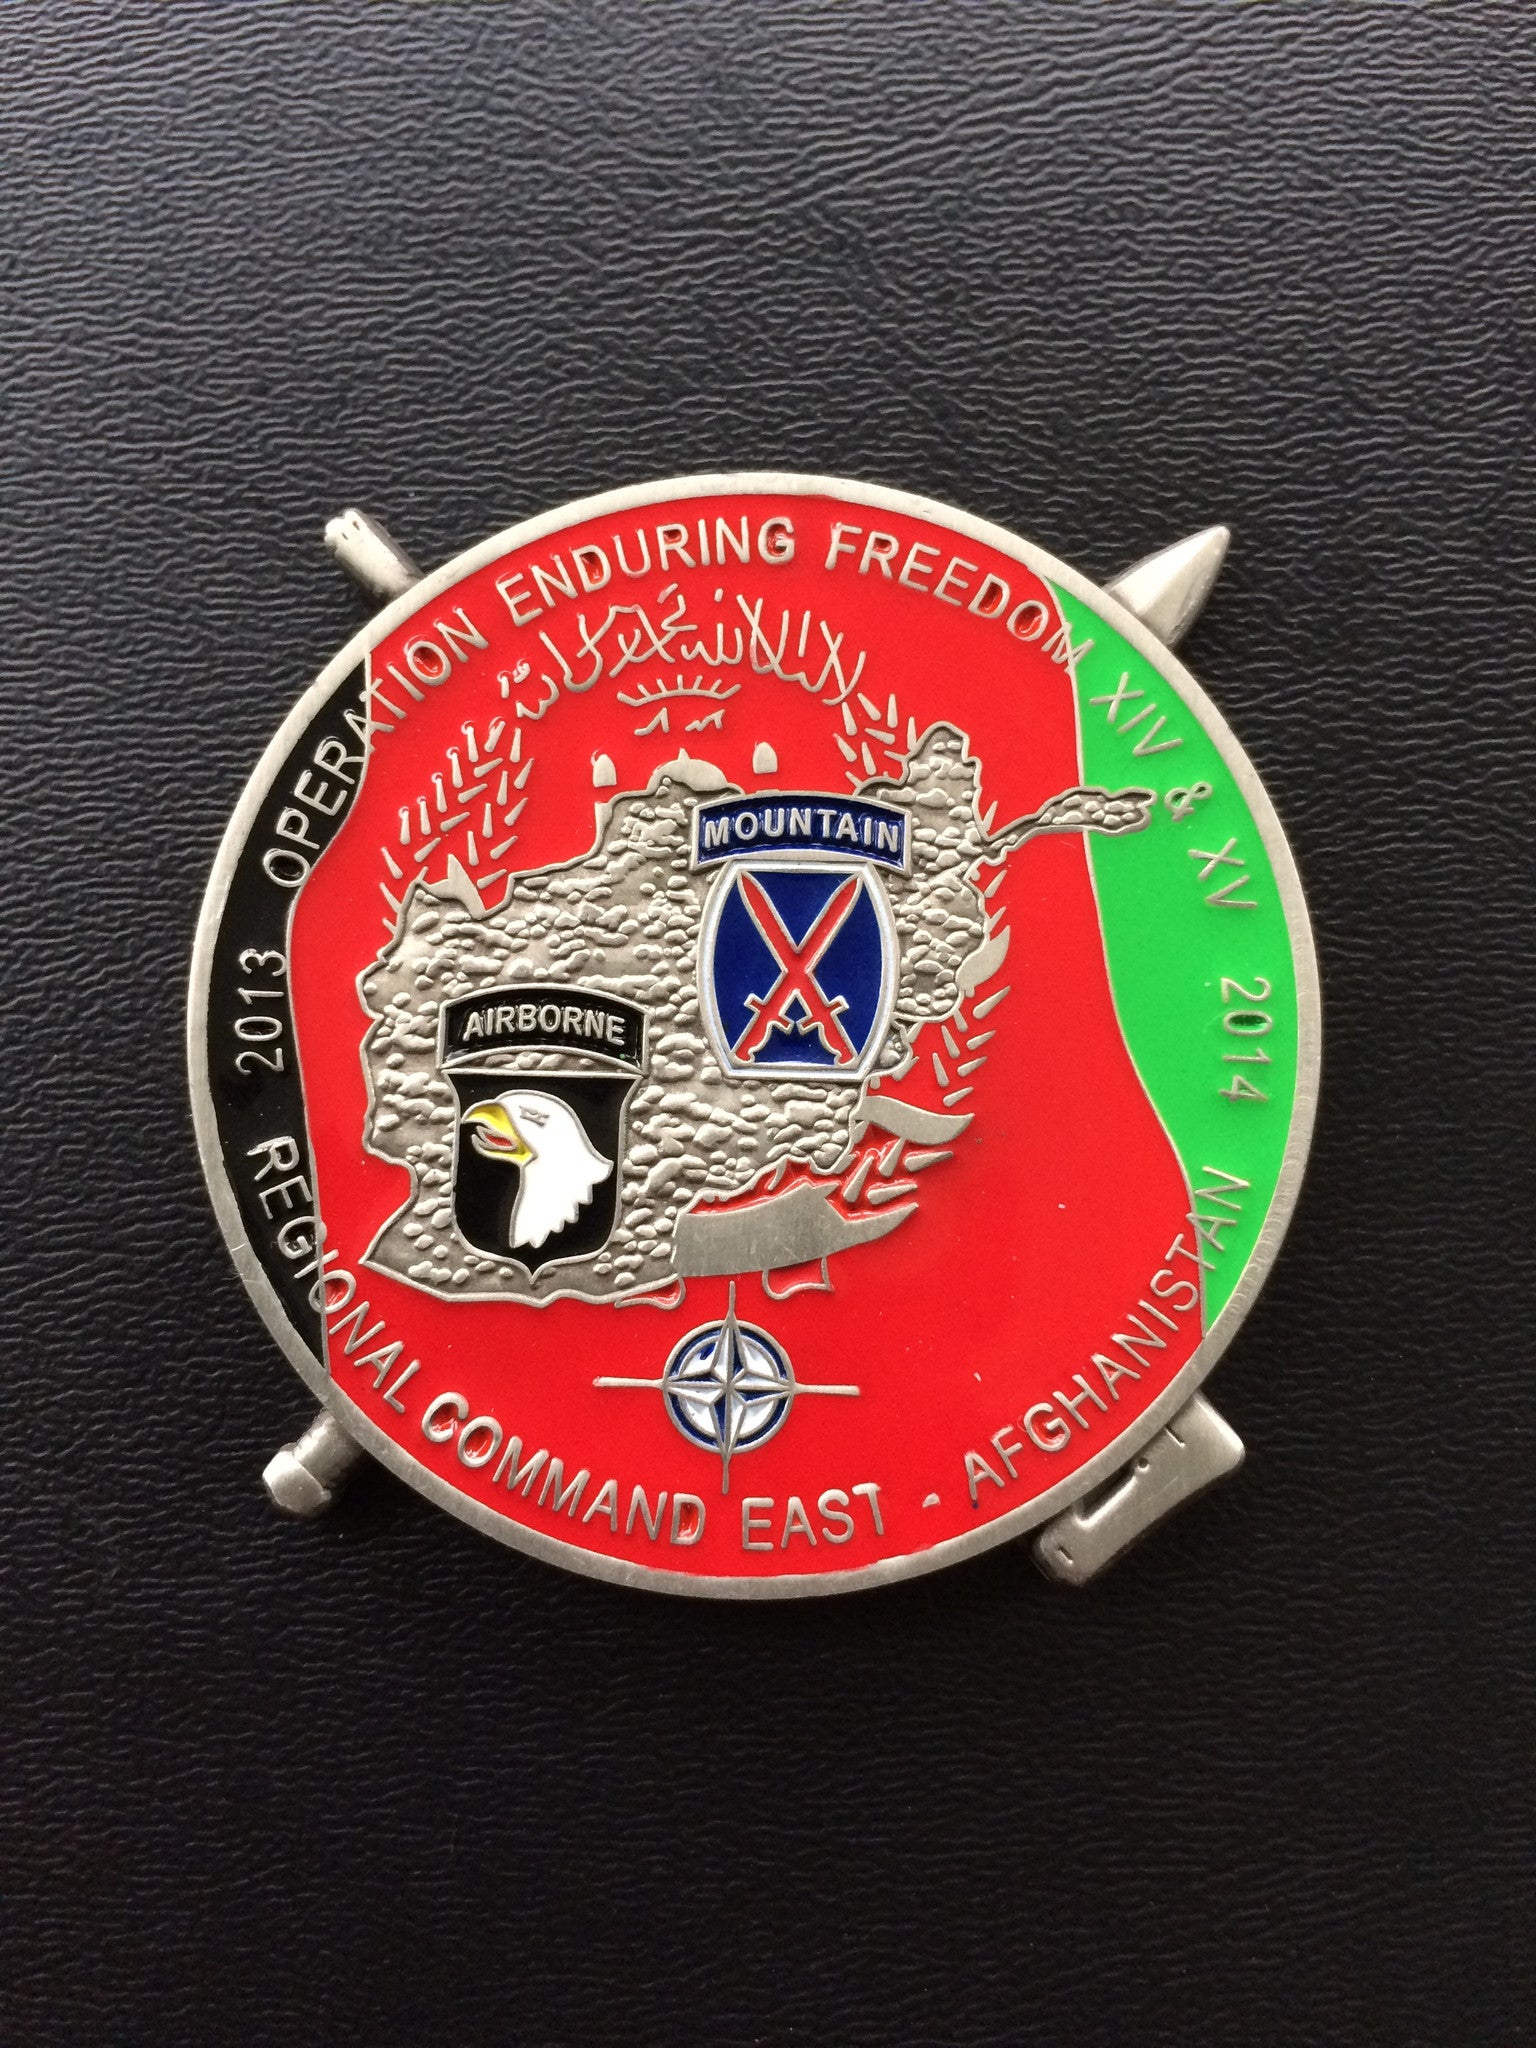 2013 OPERATION ENDURING FREEDOM XIV & XV 2014
MOUNTAIN
AIRBORNE
REGIONAL COMMAND EAST - AFGHANISTAN